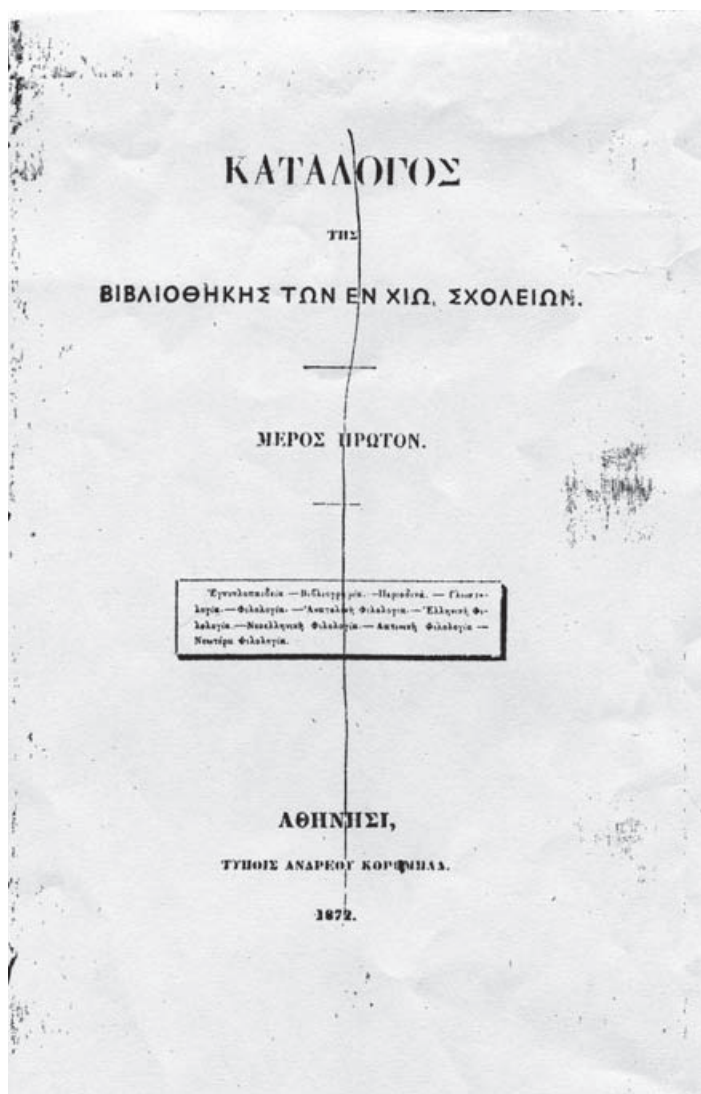 ΚΑΤΑΛΟΓΟΣ
ΤΗΣ
ΒΙΒΛΙΟΘΗΚΗΣ ΤΩΝ ΕΝ ΧΙΩ, ΣΧΟΛΕΙΩΝ.
ΜΕΡΟΣ ΠΡΩΤΟΝ.
Ἐγκυκλοπαιδεία — Βιβλιογραφία. — Περιοδικά. — Γλωσσο-
λογία. — Φιλολογία. — Ἀνατολικὴ Φιλολογία. — Ἑλληνικὴ Φι-
λολογία. — Νεοελληνικὴ Φιλολογία. — Λατινικὴ Φιλολογία —
Νεωτέρα Φιλολογία.
ΑΘΗΝΗΣΙ,
ΤΥΠΟΙΣ ΑΝΔΡΕΟΥ ΚΟΡΟΜΗΛΑ.
1872.